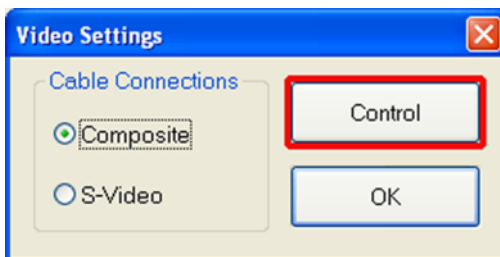 Video Settings
Cable Connections
Composite
S-Video
Control
OK